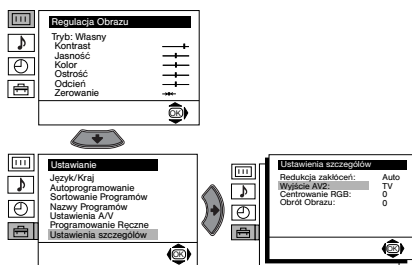 Regulacja Obrazu
Tryb: Własny
Kontrast
Jasność
Kolor
Ostrość
Odcień
Zerowanie
OK
Ustawianie
Język/Kraj
Autoprogramowanie
Sortowanie Programów
Nazwy Programów
Ustawienia A/V
Programowanie Ręczne
Ustawienia szczegółów
OK
Ustawienia szczegółów
Redukcja zakłóceń: Auto
Wyjście AV2: TV
Centrowanie RGB: 0
Obrót Obrazu: 0
OK